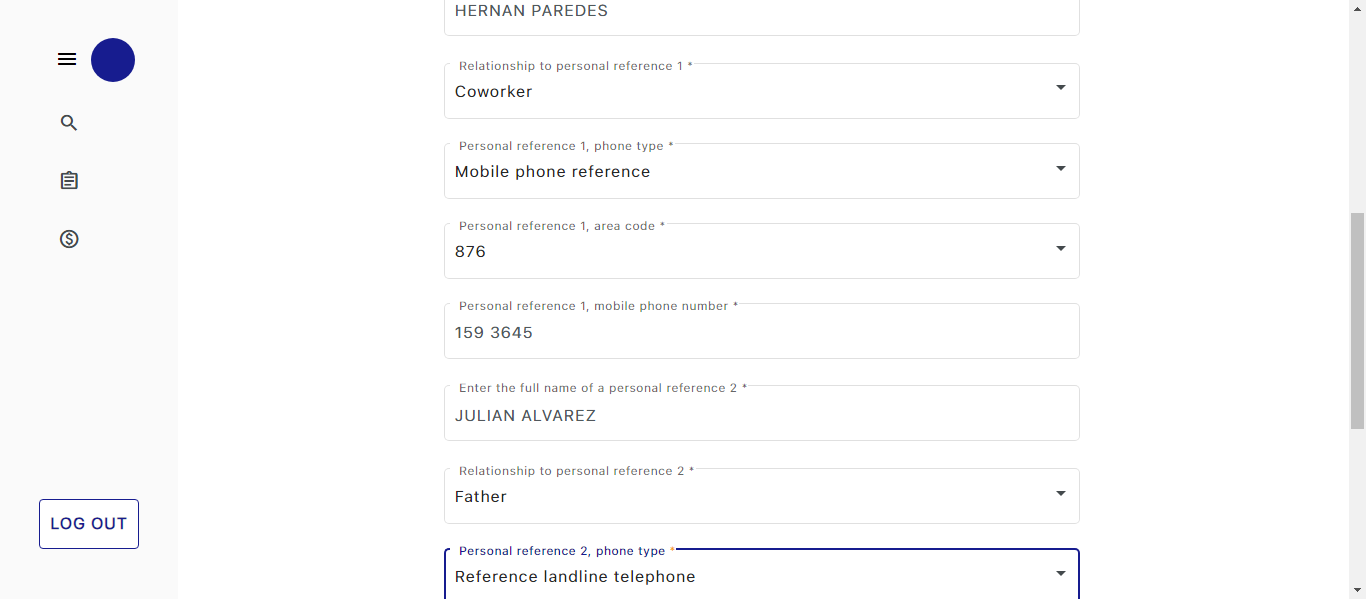 HERNAN PAREDES
Relationship to personal reference 1 *
Coworker
Personal reference 1, phone type *
Mobile phone reference
Personal reference 1, area code *
876
Personal reference 1, mobile phone number *
159 3645
Enter the full name of a personal reference 2 *
JULIAN ALVAREZ
Relationship to personal reference 2 *
Father
Personal reference 2, phone type *
Reference landline telephone
LOG OUT